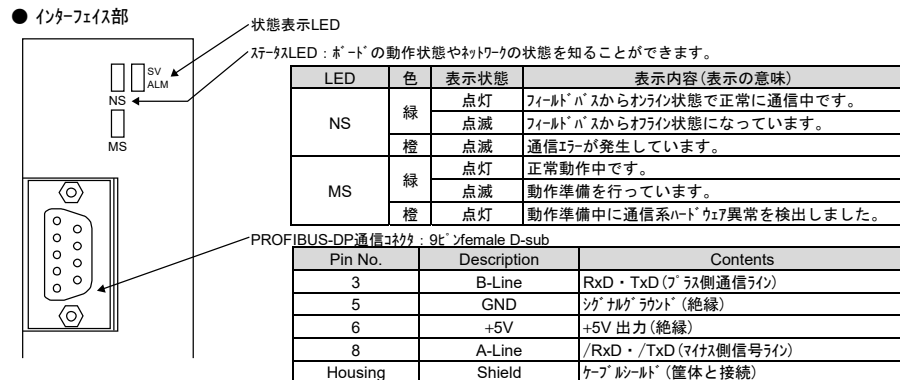 ● ｲﾝﾀｰﾌｪｲｽ部
状態表示LED
ｽﾃｰﾀｽLED：ﾎﾞｰﾄﾞの動作状態やﾈｯﾄﾜｰｸの状態を知ることができます。
SV
ALM
NS
MS
LED 色 表示状態 表示内容(表示の意味)
NS 緑 点灯 ﾌｨｰﾙﾄﾞﾊﾞｽからｵﾝﾗｲﾝ状態で正常に通信中です。
点滅 ﾌｨｰﾙﾄﾞﾊﾞｽからｵﾌﾗｲﾝ状態になっています。
橙 点滅 通信ｴﾗｰが発生しています。
MS 緑 点灯 正常動作中です。
点滅 動作準備を行っています。
橙 点灯 動作準備中に通信系ﾊｰﾄﾞｳｪｱ異常を検出しました。
PROFIBUS-DP通信ｺﾈｸﾀ：9ﾋﾟﾝfemale D-sub
Pin No. Description Contents
3 B-Line RxD・TxD(ﾌﾟﾗｽ側通信ﾗｲﾝ)
5 GND ｼｸﾞﾅﾙｸﾞﾗｳﾝﾄﾞ(絶縁)
6 +5V +5V 出力(絶縁)
8 A-Line /RxD・/TxD(ﾏｲﾅｽ側信号ﾗｲﾝ)
Housing Shield ｹｰﾌﾞﾙｼｰﾙﾄﾞ(筐体と接続)